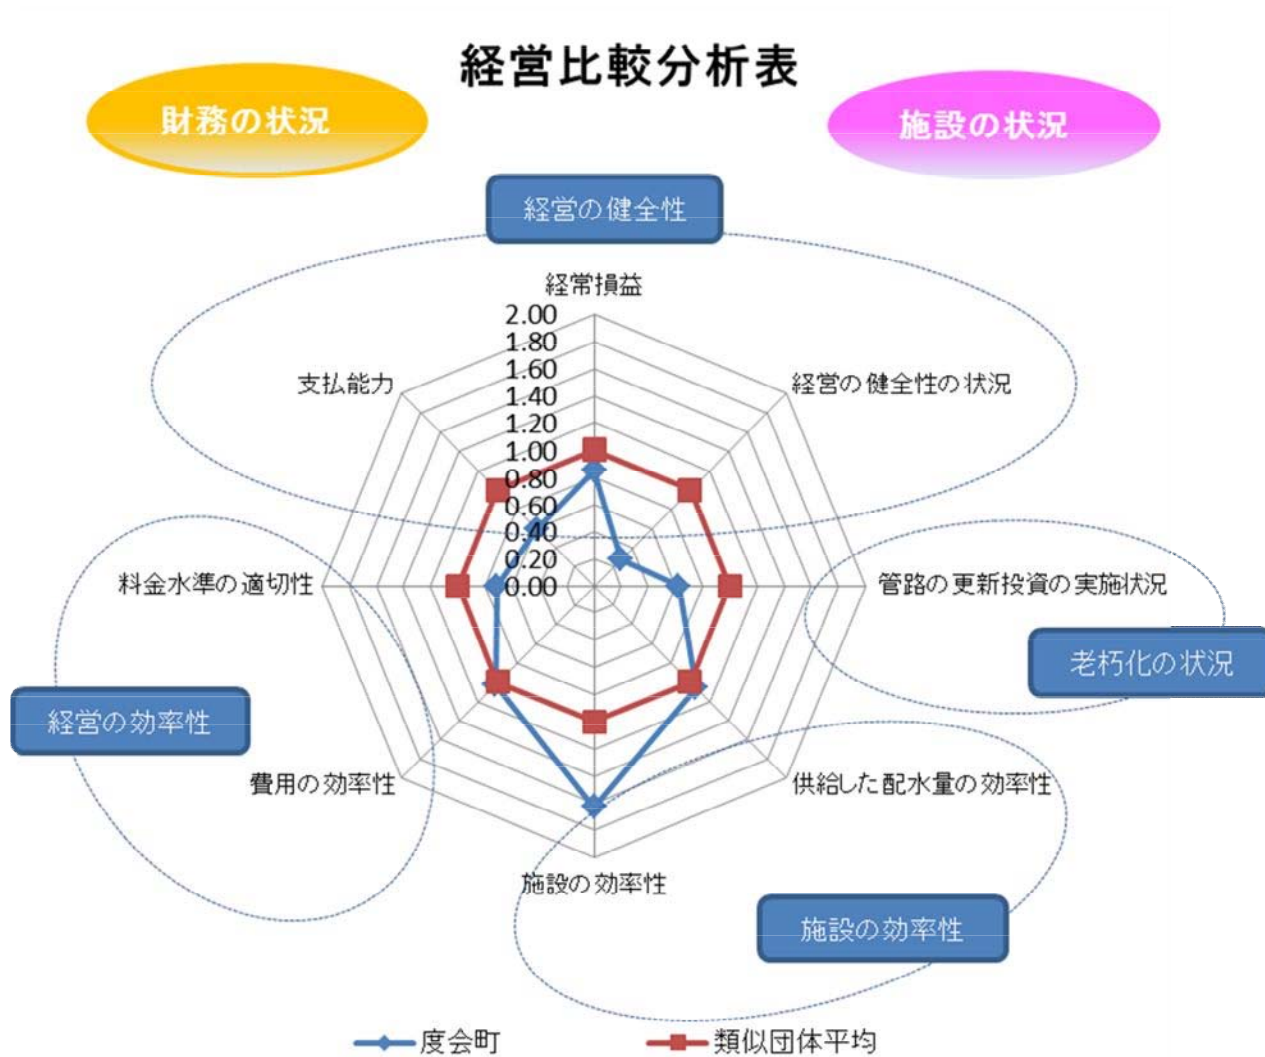 経営比較分析表
財務の状況
施設の状況
経営の健全性
経常損益
2.00
1.80
1.60
1.40
1.20
1.00
0.80
0.60
0.40
0.20
0.00
支払能力
経営の健全性の状況
料金水準の適切性
管路の更新投資の実施状況
老朽化の状況
経営の効率性
費用の効率性
供給した配水量の効率性
施設の効率性
施設の効率性
度会町
類似団体平均